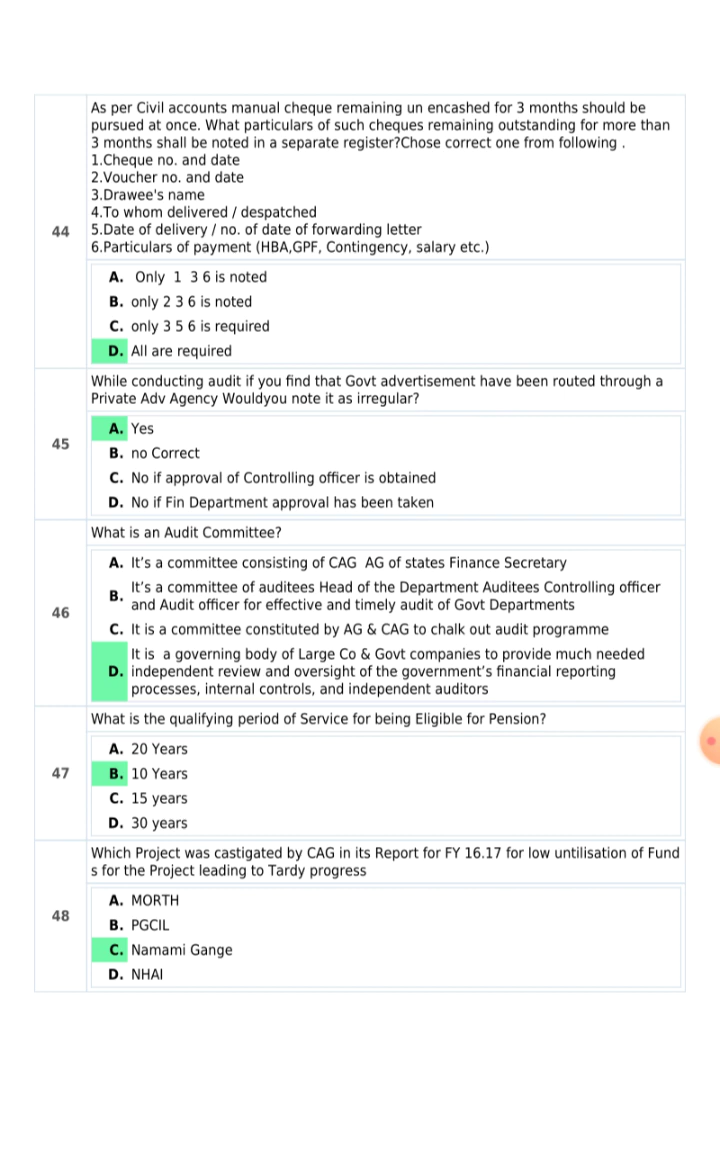 44
As per Civil accounts manual cheque remaining un encashed for 3 months should be
pursued at once. What particulars of such cheques remaining outstanding for more than
3 months shall be noted in a separate register?Chose correct one from following .
1.Cheque no. and date
2.Voucher no. and date
3.Drawee's name
4.To whom delivered / despatched
5.Date of delivery / no. of date of forwarding letter
6.Particulars of payment (HBA,GPF, Contingency, salary etc.)
A. Only 1 3 6 is noted
B. only 2 3 6 is noted
C. only 3 5 6 is required
D. All are required
45
While conducting audit if you find that Govt advertisement have been routed through a
Private Adv Agency Wouldyou note it as irregular?
A. Yes
B. no Correct
C. No if approval of Controlling officer is obtained
D. No if Fin Department approval has been taken
46
What is an Audit Committee?
A. It’s a committee consisting of CAG AG of states Finance Secretary
B. It’s a committee of auditees Head of the Department Auditees Controlling officer
and Audit officer for effective and timely audit of Govt Departments
C. It is a committee constituted by AG & CAG to chalk out audit programme
D. It is a governing body of Large Co & Govt companies to provide much needed
independent review and oversight of the government’s financial reporting
processes, internal controls, and independent auditors
47
What is the qualifying period of Service for being Eligible for Pension?
A. 20 Years
B. 10 Years
C. 15 years
D. 30 years
48
Which Project was castigated by CAG in its Report for FY 16.17 for low untilisation of Fund
s for the Project leading to Tardy progress
A. MORTH
B. PGCIL
C. Namami Gange
D. NHAI